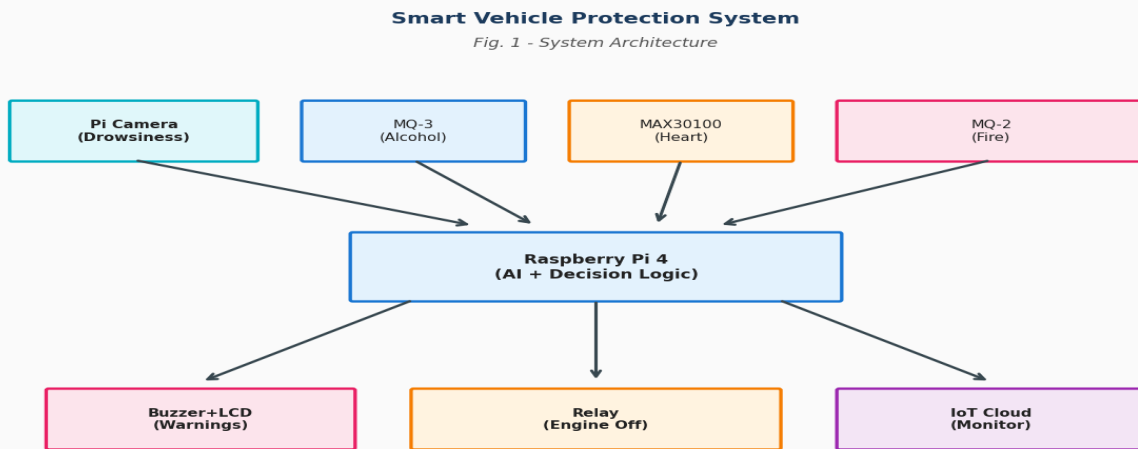 Smart Vehicle Protection System
Fig. 1 - System Architecture
Pi Camera
(Drowsiness)
MQ-3
(Alcohol)
MAX30100
(Heart)
MQ-2
(Fire)
Raspberry Pi 4
(AI + Decision Logic)
Buzzer+LCD
(Warnings)
Relay
(Engine Off)
IoT Cloud
(Monitor)